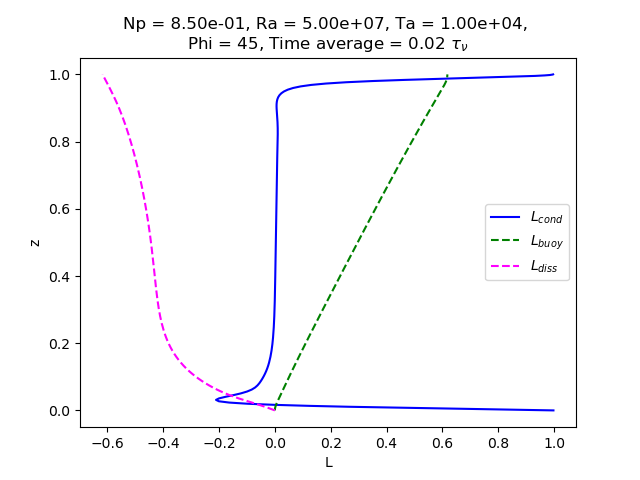 Np = 8.50e-01, Ra = 5.00e+07, Ta = 1.00e+04,
Phi = 45, Time average = 0.02 τ_ν
1.0
0.8
z
0.6
0.4
0.2
0.0
L_cond
L_buoy
L_diss
−0.6 −0.4 −0.2 0.0 0.2 0.4 0.6 0.8 1.0
L